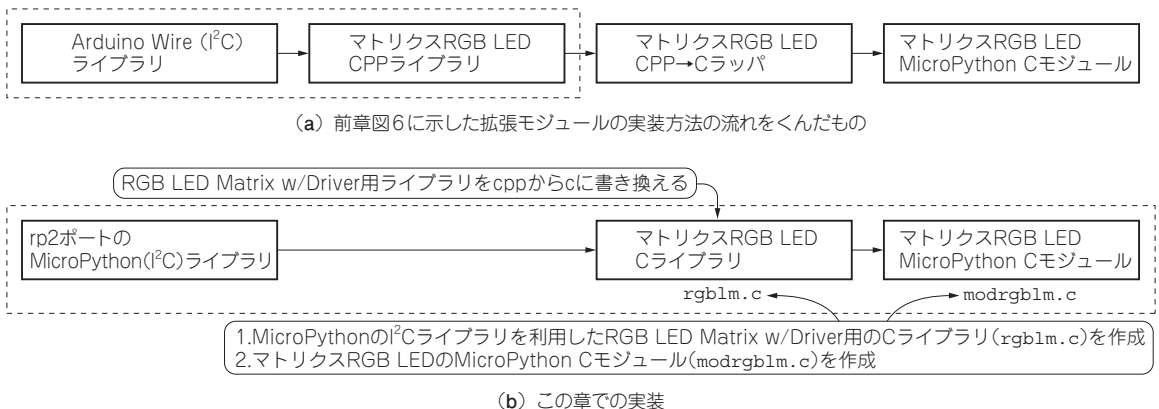 Arduino Wire (I²C)
ライブラリ
マトリクスRGB LED
CPPライブラリ
マトリクスRGB LED
CPP→Cラッパ
マトリクスRGB LED
MicroPython Cモジュール
(a) 前章図6に示した拡張モジュールの実装方法の流れをくんだもの
RGB LED Matrix w/Driver用ライブラリをcppからcに書き換える
rp2ポートの
MicroPython(I²C)ライブラリ
マトリクスRGB LED
Cライブラリ
マトリクスRGB LED
MicroPython Cモジュール
rgblm.c
modrgblm.c
1.MicroPythonのI²Cライブラリを利用したRGB LED Matrix w/Driver用のCライブラリ(rgblm.c)を作成
2.マトリクスRGB LEDのMicroPython Cモジュール(modrgblm.c)を作成
(b) この章での実装